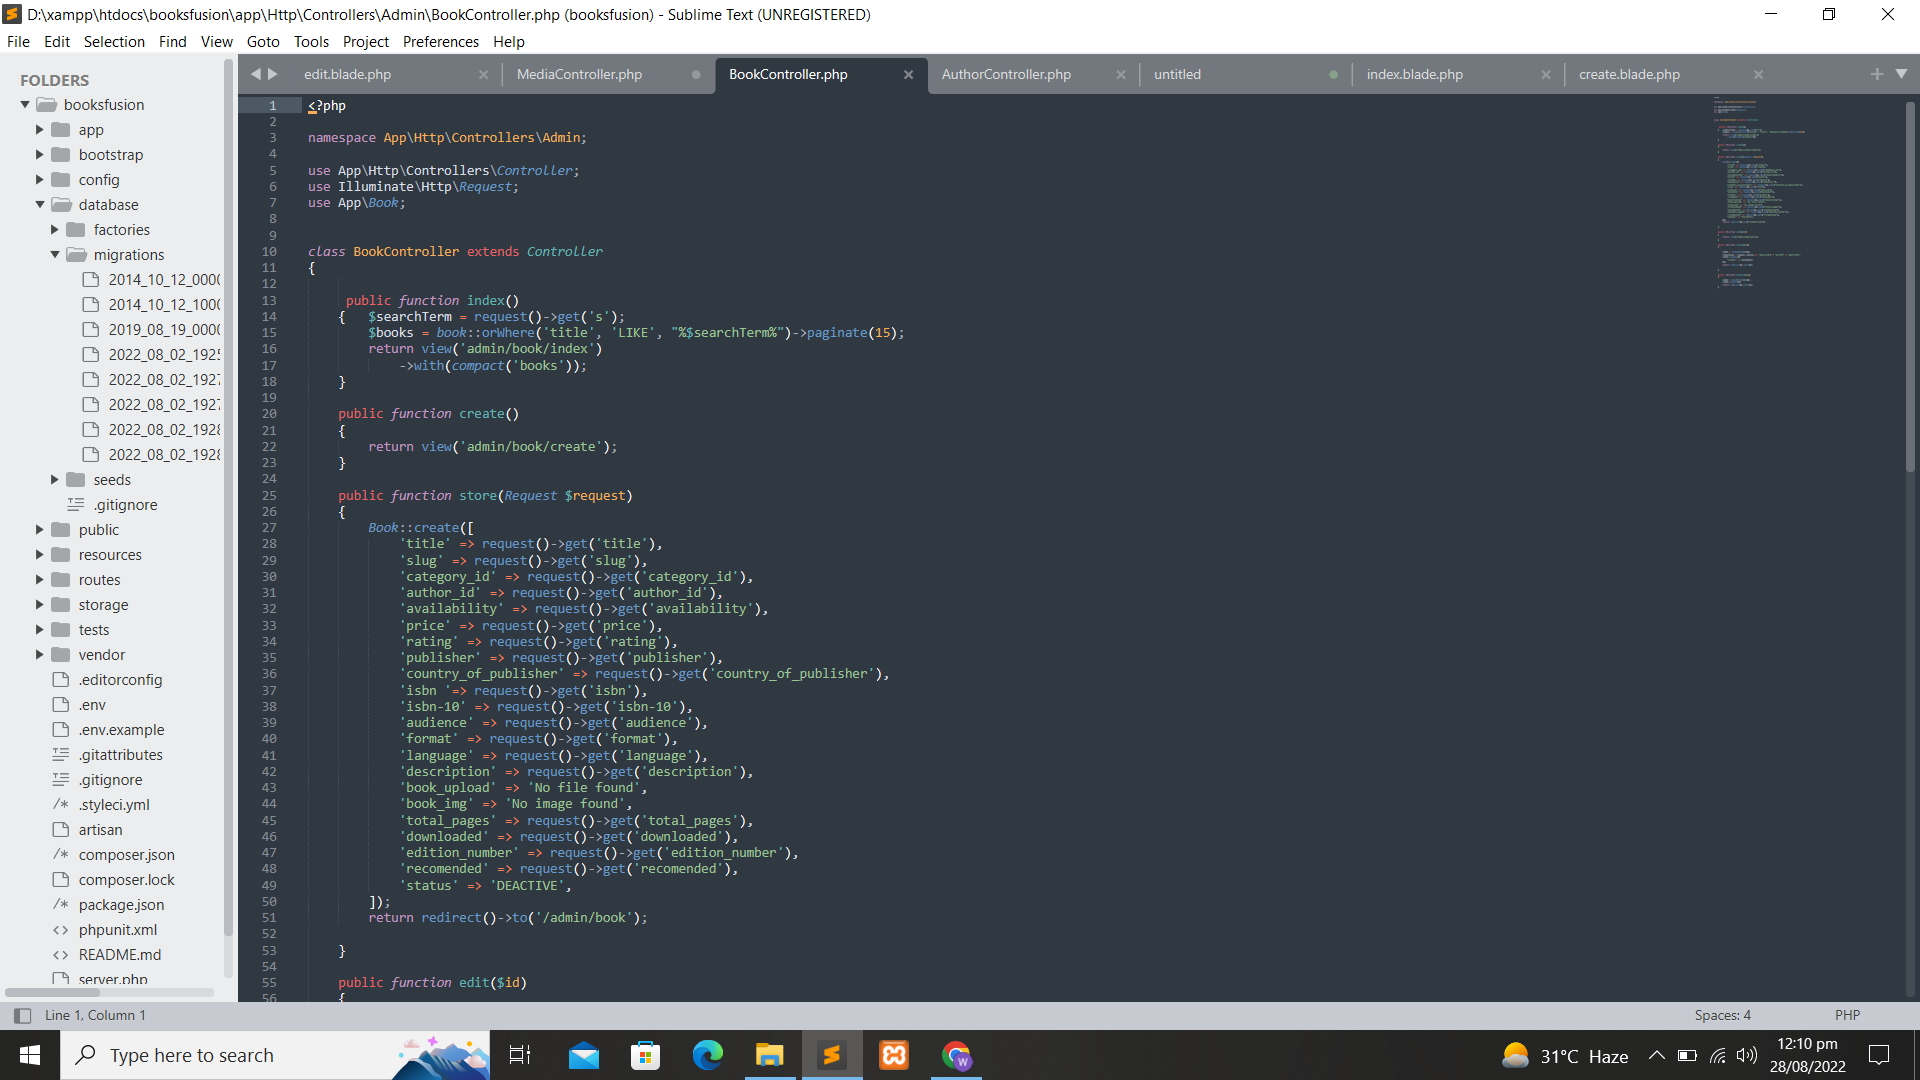 D:\xampp\htdocs\booksfusion\app\Http\Controllers\Admin\BookController.php (booksfusion) - Sublime Text (UNREGISTERED)
File Edit Selection Find View Goto Tools Project Preferences Help
FOLDERS
booksfusion
app
bootstrap
config
database
factories
migrations
2014_10_12_000
2014_10_12_100
2019_08_19_000
2022_08_02_192
2022_08_02_1927
2022_08_02_1927
2022_08_02_1928
2022_08_02_1928
seeds
.gitignore
public
resources
routes
storage
tests
vendor
.editorconfig
.env
.env.example
.gitattributes
.gitignore
.styleci.yml
artisan
composer.json
composer.lock
package.json
phpunit.xml
README.md
server.php
edit.blade.php MediaController.php BookController.php AuthorController.php untitled index.blade.php create.blade.php
1 <?php
2
3 namespace App\Http\Controllers\Admin;
4
5 use App\Http\Controllers\Controller;
6 use Illuminate\Http\Request;
7 use App\Book;
8
9
10 class BookController extends Controller
11 {
12
13 public function index()
14 { $searchTerm = request()->get('s');
15 $books = book::orWhere('title', 'LIKE', "%$searchTerm%")->paginate(15);
16 return view('admin/book/index')
17 ->with(compact('books'));
18 }
19
20 public function create()
21 {
22 return view('admin/book/create');
23 }
24
25 public function store(Request $request)
26 {
27 Book::create([
28 'title' => request()->get('title'),
29 'slug' => request()->get('slug'),
30 'category_id' => request()->get('category_id'),
31 'author_id' => request()->get('author_id'),
32 'availability' => request()->get('availability'),
33 'price' => request()->get('price'),
34 'rating' => request()->get('rating'),
35 'publisher' => request()->get('publisher'),
36 'country_of_publisher' => request()->get('country_of_publisher'),
37 'isbn '=> request()->get('isbn'),
38 'isbn-10' => request()->get('isbn-10'),
39 'audience' => request()->get('audience'),
40 'format' => request()->get('format'),
41 'language' => request()->get('language'),
42 'description' => request()->get('description'),
43 'book_upload' => 'No file found',
44 'book_img' => 'No image found',
45 'total_pages' => request()->get('total_pages'),
46 'downloaded' => request()->get('downloaded'),
47 'edition_number' => request()->get('edition_number'),
48 'recomended' => request()->get('recomended'),
49 'status' => 'DEACTIVE',
50 ]);
51 return redirect()->to('/admin/book');
52
53 }
54
55 public function edit($id)
56 {
Line 1, Column 1 Spaces: 4 PHP
Type here to search
31°C Haze
12:10 pm
28/08/2022